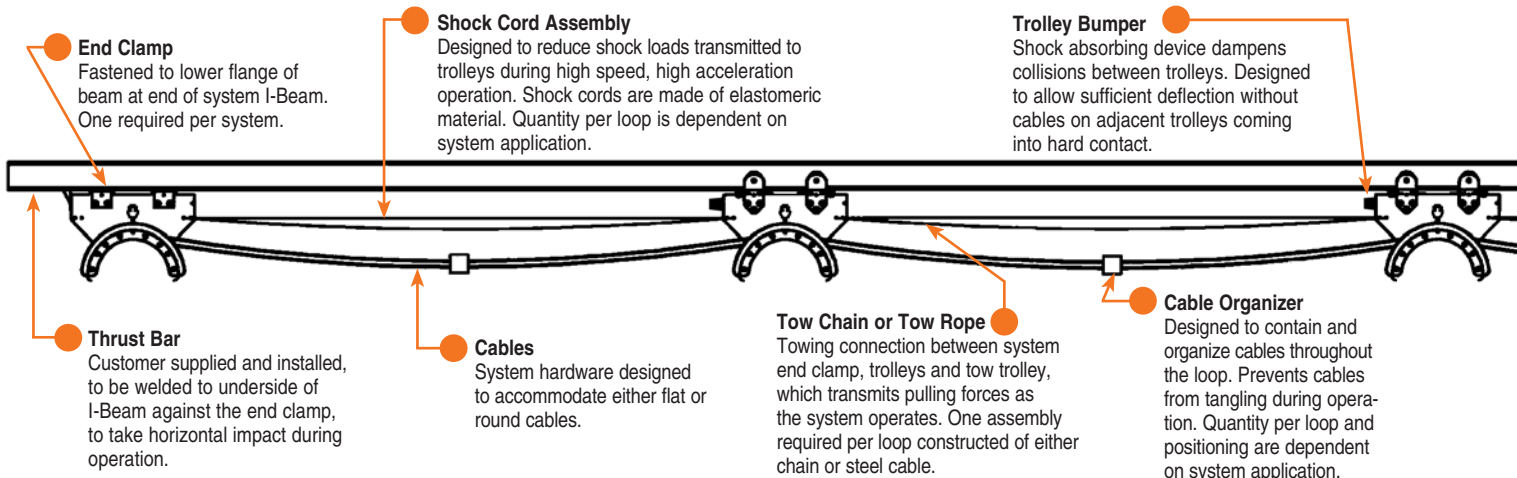 End Clamp
Fastened to lower flange of
beam at end of system I-Beam.
One required per system.
Shock Cord Assembly
Designed to reduce shock loads transmitted to
trolleys during high speed, high acceleration
operation. Shock cords are made of elastomeric
material. Quantity per loop is dependent on
system application.
Trolley Bumper
Shock absorbing device dampens
collisions between trolleys. Designed
to allow sufficient deflection without
cables on adjacent trolleys coming
into hard contact.
Thrust Bar
Customer supplied and installed,
to be welded to underside of
I-Beam against the end clamp,
to take horizontal impact during
operation.
Cables
System hardware designed
to accommodate either flat or
round cables.
Tow Chain or Tow Rope
Towing connection between system
end clamp, trolleys and tow trolley,
which transmits pulling forces as
the system operates. One assembly
required per loop constructed of either
chain or steel cable.
Cable Organizer
Designed to contain and
organize cables throughout
the loop. Prevents cables
from tangling during opera-
tion. Quantity per loop and
positioning are dependent
on system application.